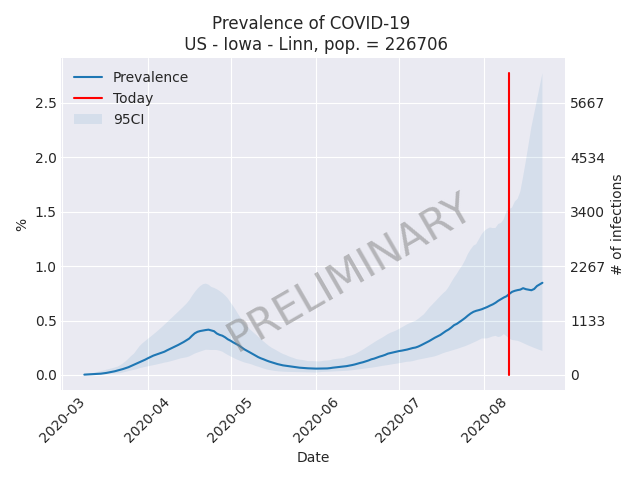 Prevalence of COVID-19
US - Iowa - Linn, pop. = 226706
Prevalence
Today
95CI
PRELIMINARY
%
2.5
2.0
1.5
1.0
0.5
0.0
5667
4534
3400
2267
1133
0
# of infections
2020-03
2020-04
2020-05
2020-06
2020-07
2020-08
Date